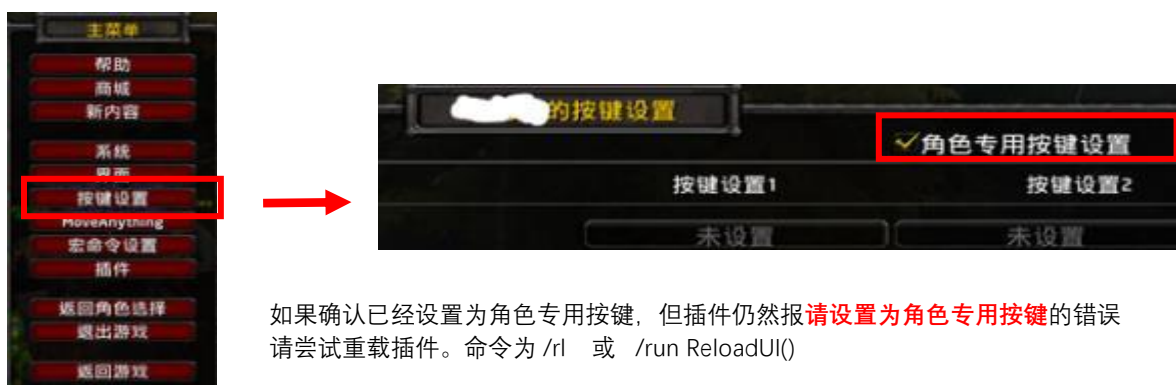 主菜单
帮助
商城
新内容
系统
界面
按键设置
MoveAnything
宏命令设置
插件
返回角色选择
退出游戏
返回游戏
的按键设置
角色专用按键设置
按键设置1 按键设置2
未设置 未设置
如果确认已经设置为角色专用按键，但插件仍然报请设置为角色专用按键的错误
请尝试重载插件。命令为 /rl 或 /run ReloadUI()